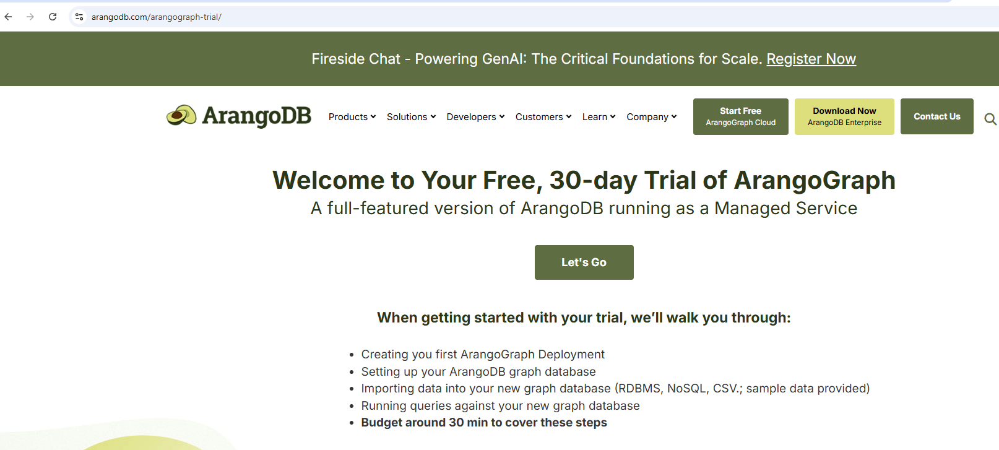 arangodb.com/arangograph-trial/
Fireside Chat - Powering GenAI: The Critical Foundations for Scale. Register Now
ArangoDB
Products
Solutions
Developers
Customers
Learn
Company
Start Free
ArangoGraph Cloud
Download Now
ArangoDB Enterprise
Contact Us
Welcome to Your Free, 30-day Trial of ArangoGraph
A full-featured version of ArangoDB running as a Managed Service
Let's Go
When getting started with your trial, we’ll walk you through:
• Creating you first ArangoGraph Deployment
• Setting up your ArangoDB graph database
• Importing data into your new graph database (RDBMS, NoSQL, CSV.; sample data provided)
• Running queries against your new graph database
• Budget around 30 min to cover these steps